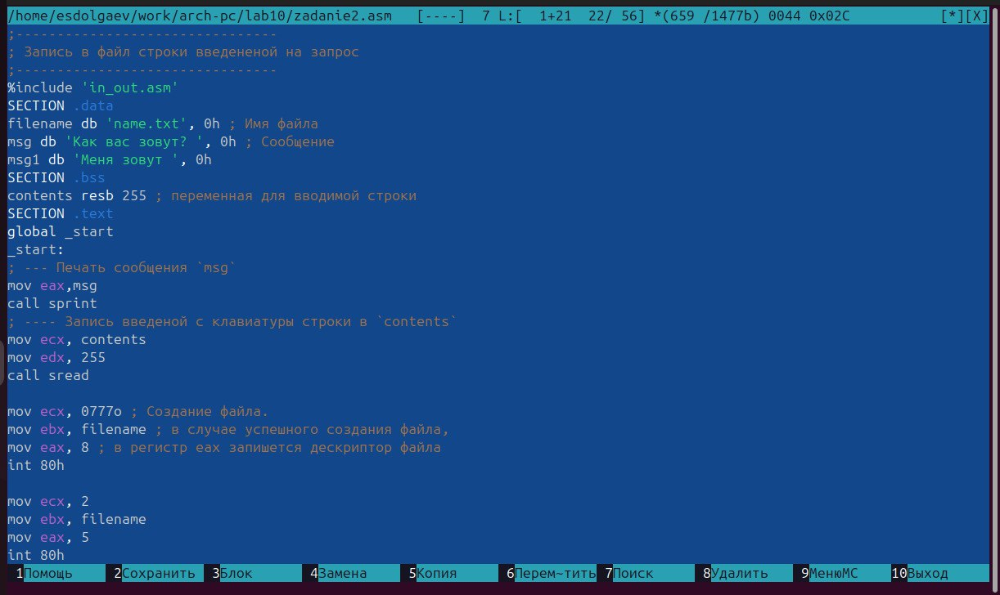 /home/esdolgaev/work/arch-pc/lab10/zadanie2.asm   [----]  7 L:[  1+21  22/ 56] *(659 /1477b) 0044 0x02C           [*][X]
;--------------------------------
; Запись в файл строки введененой на запрос
;--------------------------------
%include 'in_out.asm'
SECTION .data
filename db 'name.txt', 0h ; Имя файла
msg db 'Как вас зовут? ', 0h ; Сообщение
msg1 db 'Меня зовут ', 0h
SECTION .bss
contents resb 255 ; переменная для вводимой строки
SECTION .text
global _start
_start:
; --- Печать сообщения `msg`
mov eax,msg
call sprint
; ---- Запись введеной с клавиатуры строки в `contents`
mov ecx, contents
mov edx, 255
call sread

mov ecx, 0777o ; Создание файла.
mov ebx, filename ; в случае успешного создания файла,
mov eax, 8 ; в регистр eax запишется дескриптор файла
int 80h

mov ecx, 2
mov ebx, filename
mov eax, 5
int 80h
1Помощь 2Сохранить 3Блок 4Замена 5Копия 6Перем~тить 7Поиск 8Удалить 9МенюМС 10Выход